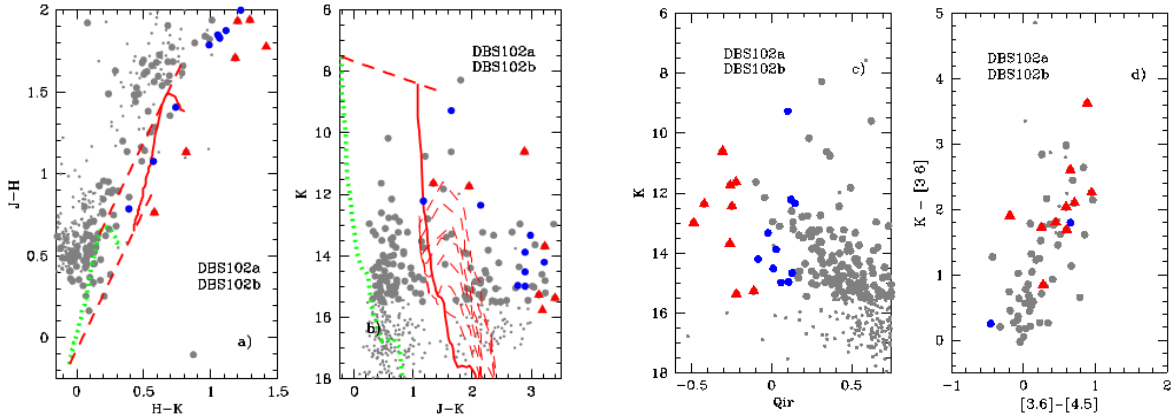 2
1.5
1
0.5
0
J-H
DBS102a
DBS102b
a)
0
0.5
1
1.5
H-K
6
8
10
12
14
16
18
K
DBS102a
DBS102b
b)
0
1
2
3
J-K
6
8
10
12
14
16
18
K
DBS102a
DBS102b
c)
-0.5
0
0.5
Qir
5
4
3
2
1
0
K - [3.6]
DBS102a
DBS102b
d)
-1
0
1
2
[3.6]-[4.5]